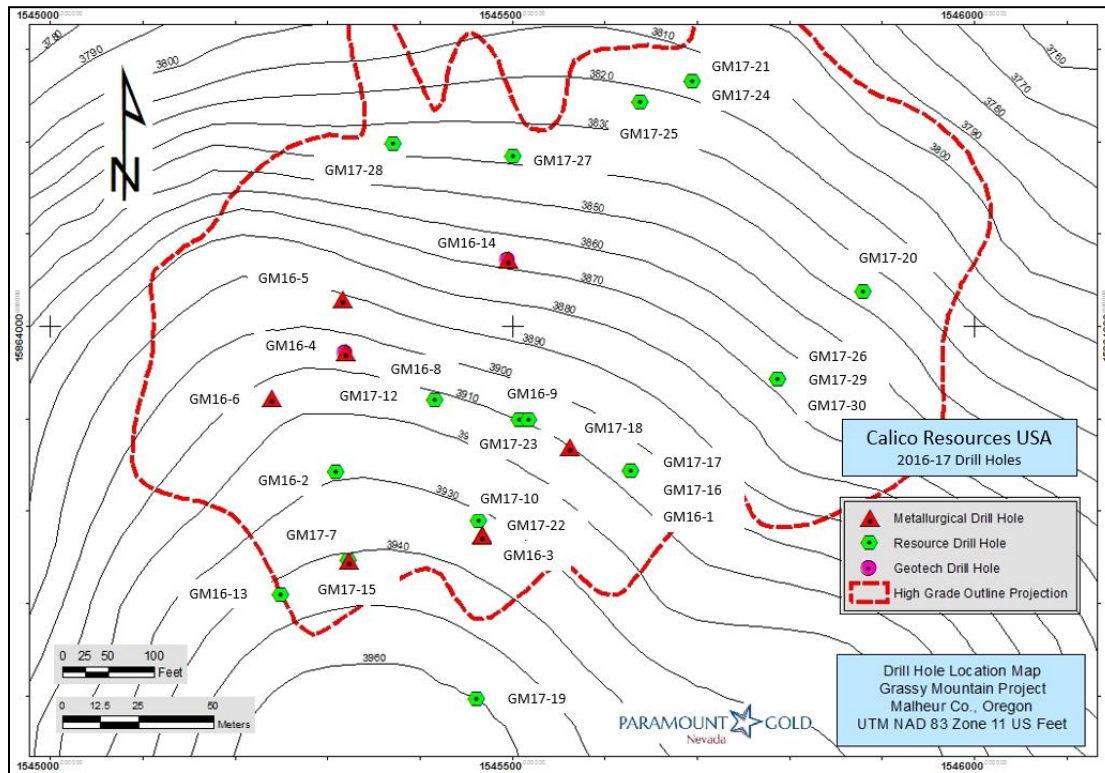 1545000
1545500
1546000
3780
3790
3800
3810
3820
3830
3850
3860
3870
3880
3890
3900
3910
3930
3940
3960
3760
3770
3790
3800
N
GM17-21
GM17-24
GM17-25
GM17-28
GM17-27
GM16-14
GM17-20
GM16-5
15864000
GM16-4
GM16-8
GM17-26
GM17-29
GM17-30
GM16-6
GM17-12
GM16-9
GM17-18
GM17-23
GM17-17
GM17-16
GM16-1
GM16-2
GM17-10
GM17-22
GM16-3
GM17-7
GM17-15
GM16-13
GM17-19
Calico Resources USA
2016-17 Drill Holes
Metallurgical Drill Hole
Resource Drill Hole
Geotech Drill Hole
High Grade Outline Projection
0 25 50 100
Feet
0 12.5 25 50
Meters
PARAMOUNT GOLD
Nevada
Drill Hole Location Map
Grassy Mountain Project
Malheur Co., Oregon
UTM NAD 83 Zone 11 US Feet
1545000
1545500
1546000